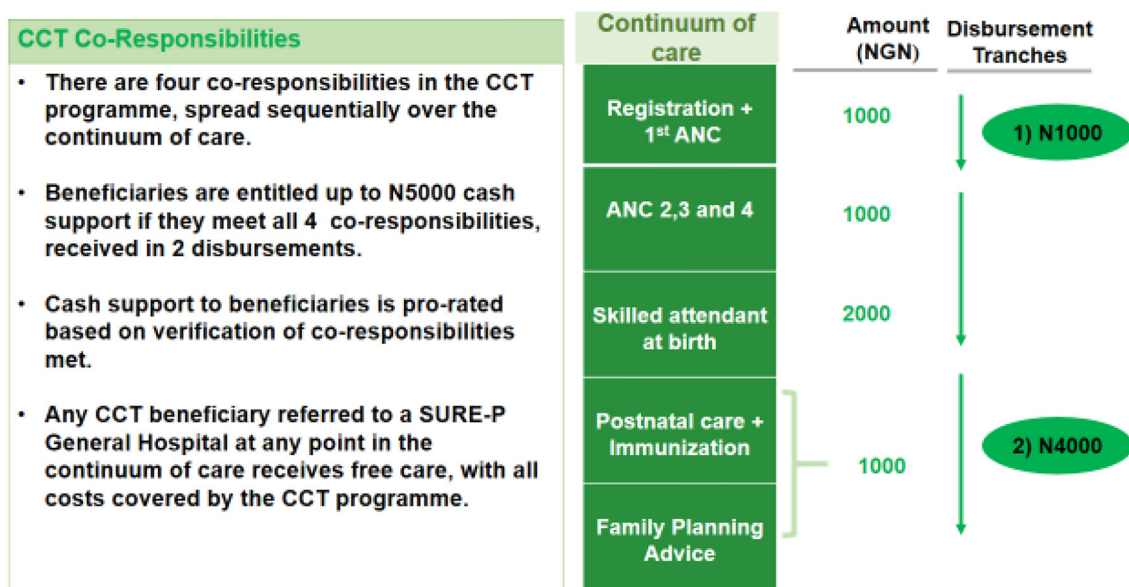 CCT Co-Responsibilities
• There are four co-responsibilities in the CCT
programme, spread sequentially over the
continuum of care.
• Beneficiaries are entitled up to N5000 cash
support if they meet all 4 co-responsibilities,
received in 2 disbursements.
• Cash support to beneficiaries is pro-rated
based on verification of co-responsibilities
met.
• Any CCT beneficiary referred to a SURE-P
General Hospital at any point in the
continuum of care receives free care, with all
costs covered by the CCT programme.
Continuum of
care
Amount
(NGN)
Disbursement
Tranches
Registration +
1st ANC
1000
1) N1000
ANC 2,3 and 4
1000
Skilled attendant
at birth
2000
Postnatal care +
Immunization
1000
2) N4000
Family Planning
Advice